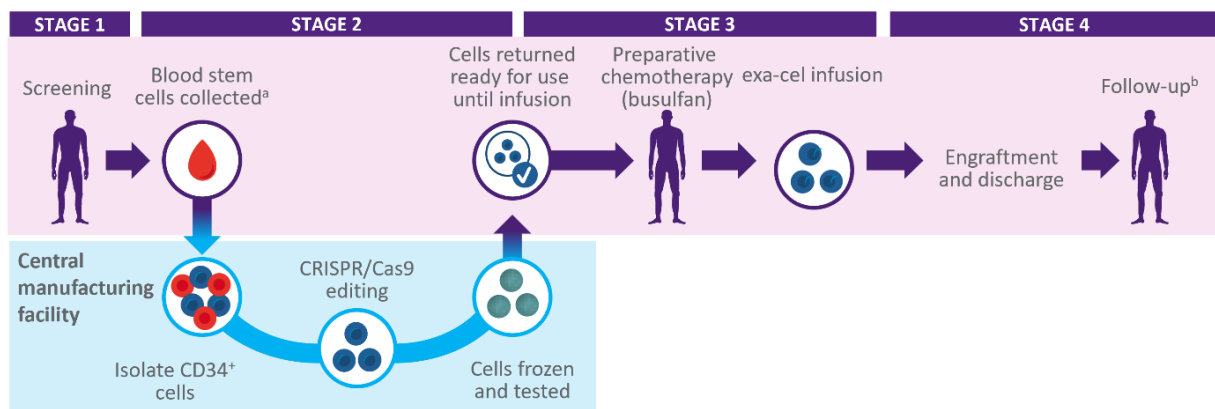 STAGE 1
STAGE 2
STAGE 3
STAGE 4
Screening
Blood stem
cells collectedᵃ
Cells returned
ready for use
until infusion
Preparative
chemotherapy
(busulfan)
exa-cel infusion
Engraftment
and discharge
Follow-upᵇ
Central
manufacturing
facility
Isolate CD34⁺
cells
CRISPR/Cas9
editing
Cells frozen
and tested